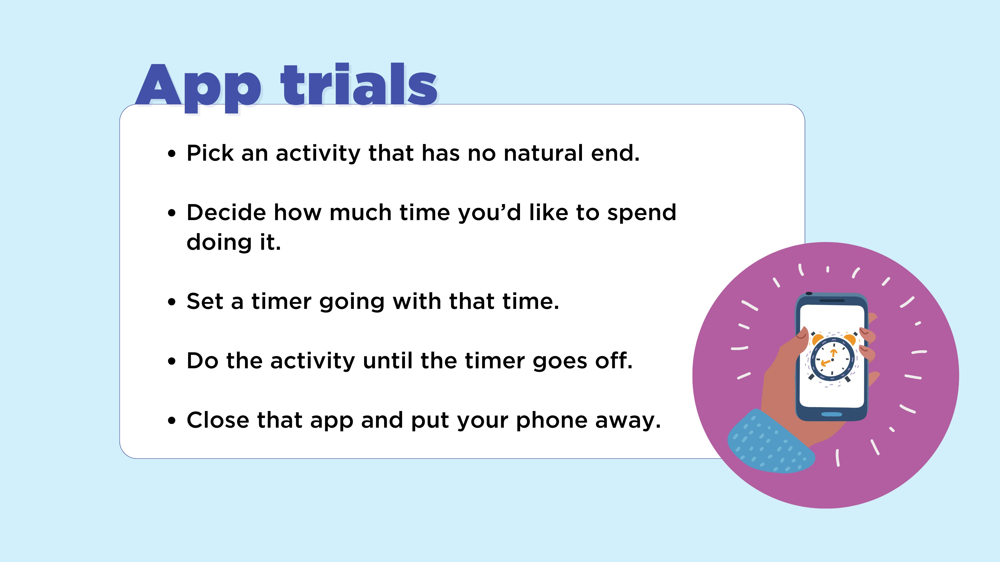 App trials
• Pick an activity that has no natural end.
• Decide how much time you’d like to spend
doing it.
• Set a timer going with that time.
• Do the activity until the timer goes off.
• Close that app and put your phone away.